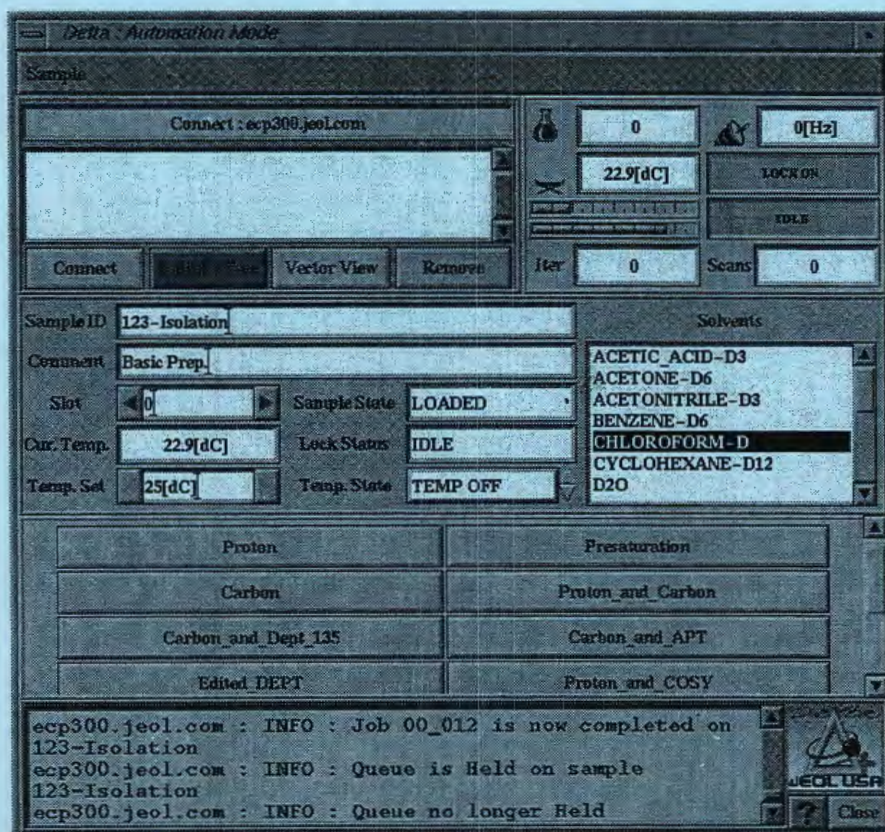 Delta : Automation Mode
Sample
Connect : ecp300.jeol.com
0
0[Hz]
22.9[dC]
LOCK ON
IDLE
Connect
Vector View
Remove
Iter
0
Scans
0
Sample ID
123-Isolation
Solvents
Comment
Basic Prep.
ACETIC_ACID-D3
ACETONE-D6
ACETONITRILE-D3
BENZENE-D6
CHLOROFORM-D
CYCLOHEXANE-D12
D2O
Slot
0
Sample State
LOADED
Cur. Temp.
22.9[dC]
Lock Status
IDLE
Temp. Set
25[dC]
Temp. State
TEMP OFF
Proton
Presaturation
Carbon
Proton_and_Carbon
Carbon_and_Dept_135
Carbon_and_APT
Edited_DEPT
Proton_and_COSY
ecp300.jeol.com : INFO : Job 00_012 is now completed on
123-Isolation
ecp300.jeol.com : INFO : Queue is Held on sample
123-Isolation
ecp300.jeol.com : INFO : Queue no longer Held
JEOL USA
?
Close